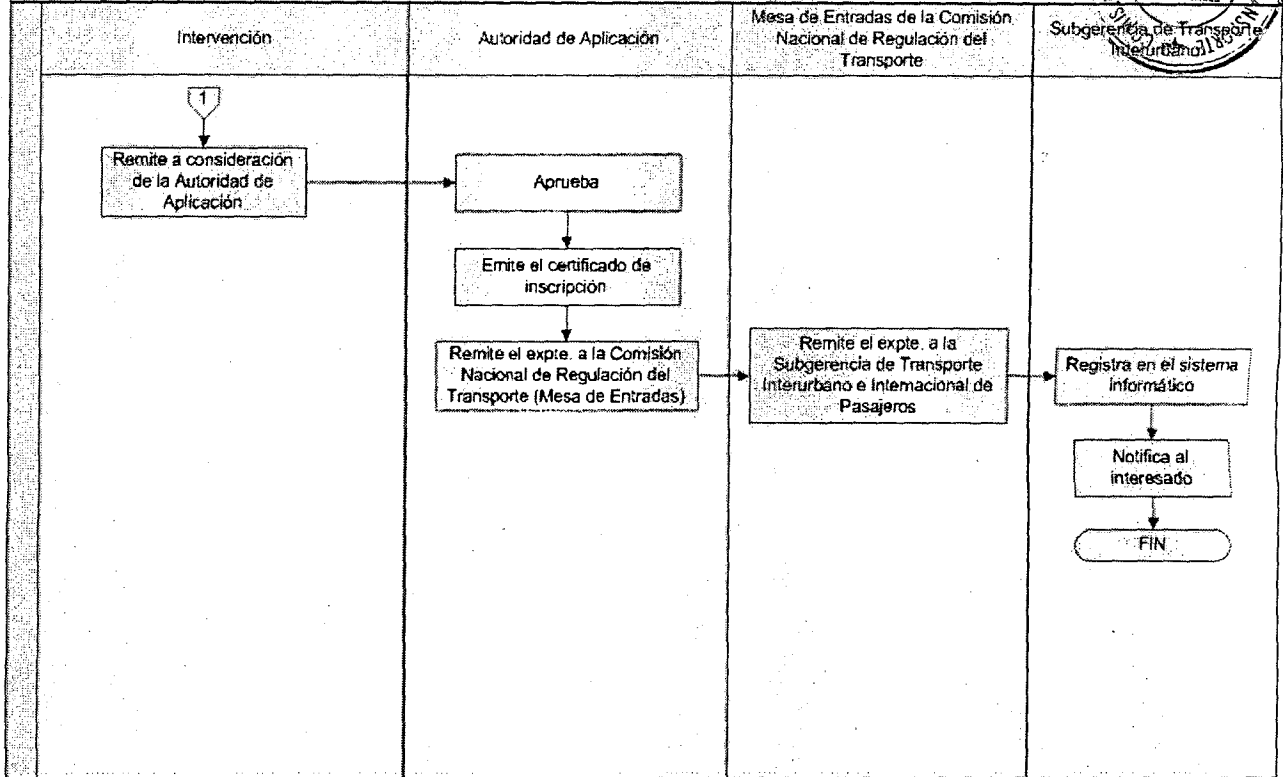 Intervención
Autoridad de Aplicación
Mesa de Entradas de la Comisión
Nacional de Regulación del
Transporte
Subgerencia de Transporte
Interurbano
1
Remite a consideración
de la Autoridad de
Aplicación
Aprueba
Emite el certificado de
inscripción
Remite el expte. a la Comisión
Nacional de Regulación del
Transporte (Mesa de Entradas)
Remite el expte. a la
Subgerencia de Transporte
Interurbano e Internacional de
Pasajeros
Registra en el sistema
informático
Notifica al
interesado
FIN